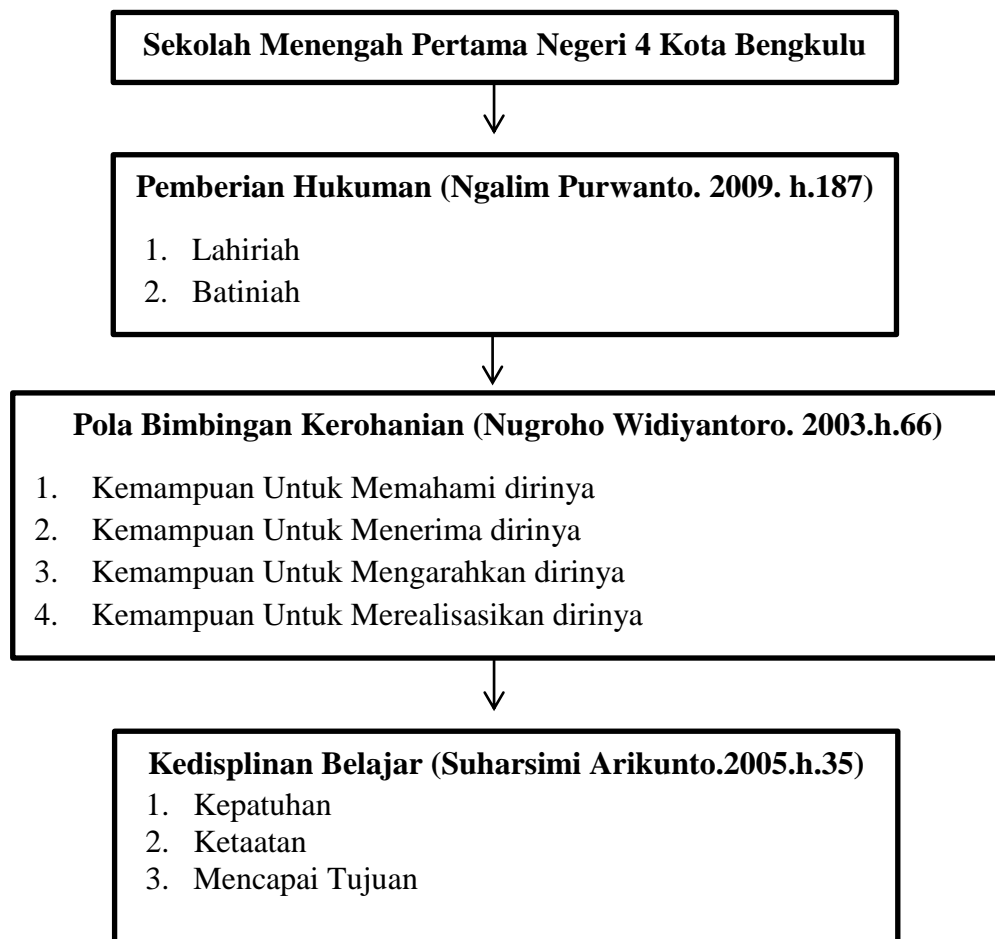 Sekolah Menengah Pertama Negeri 4 Kota Bengkulu
Pemberian Hukuman (Ngalim Purwanto. 2009. h.187)
1. Lahiriah
2. Batiniah
Pola Bimbingan Kerohanian (Nugroho Widiyantoro. 2003.h.66)
1. Kemampuan Untuk Memahami dirinya
2. Kemampuan Untuk Menerima dirinya
3. Kemampuan Untuk Mengarahkan dirinya
4. Kemampuan Untuk Merealisasikan dirinya
Kedisplinan Belajar (Suharsimi Arikunto.2005.h.35)
1. Kepatuhan
2. Ketaatan
3. Mencapai Tujuan